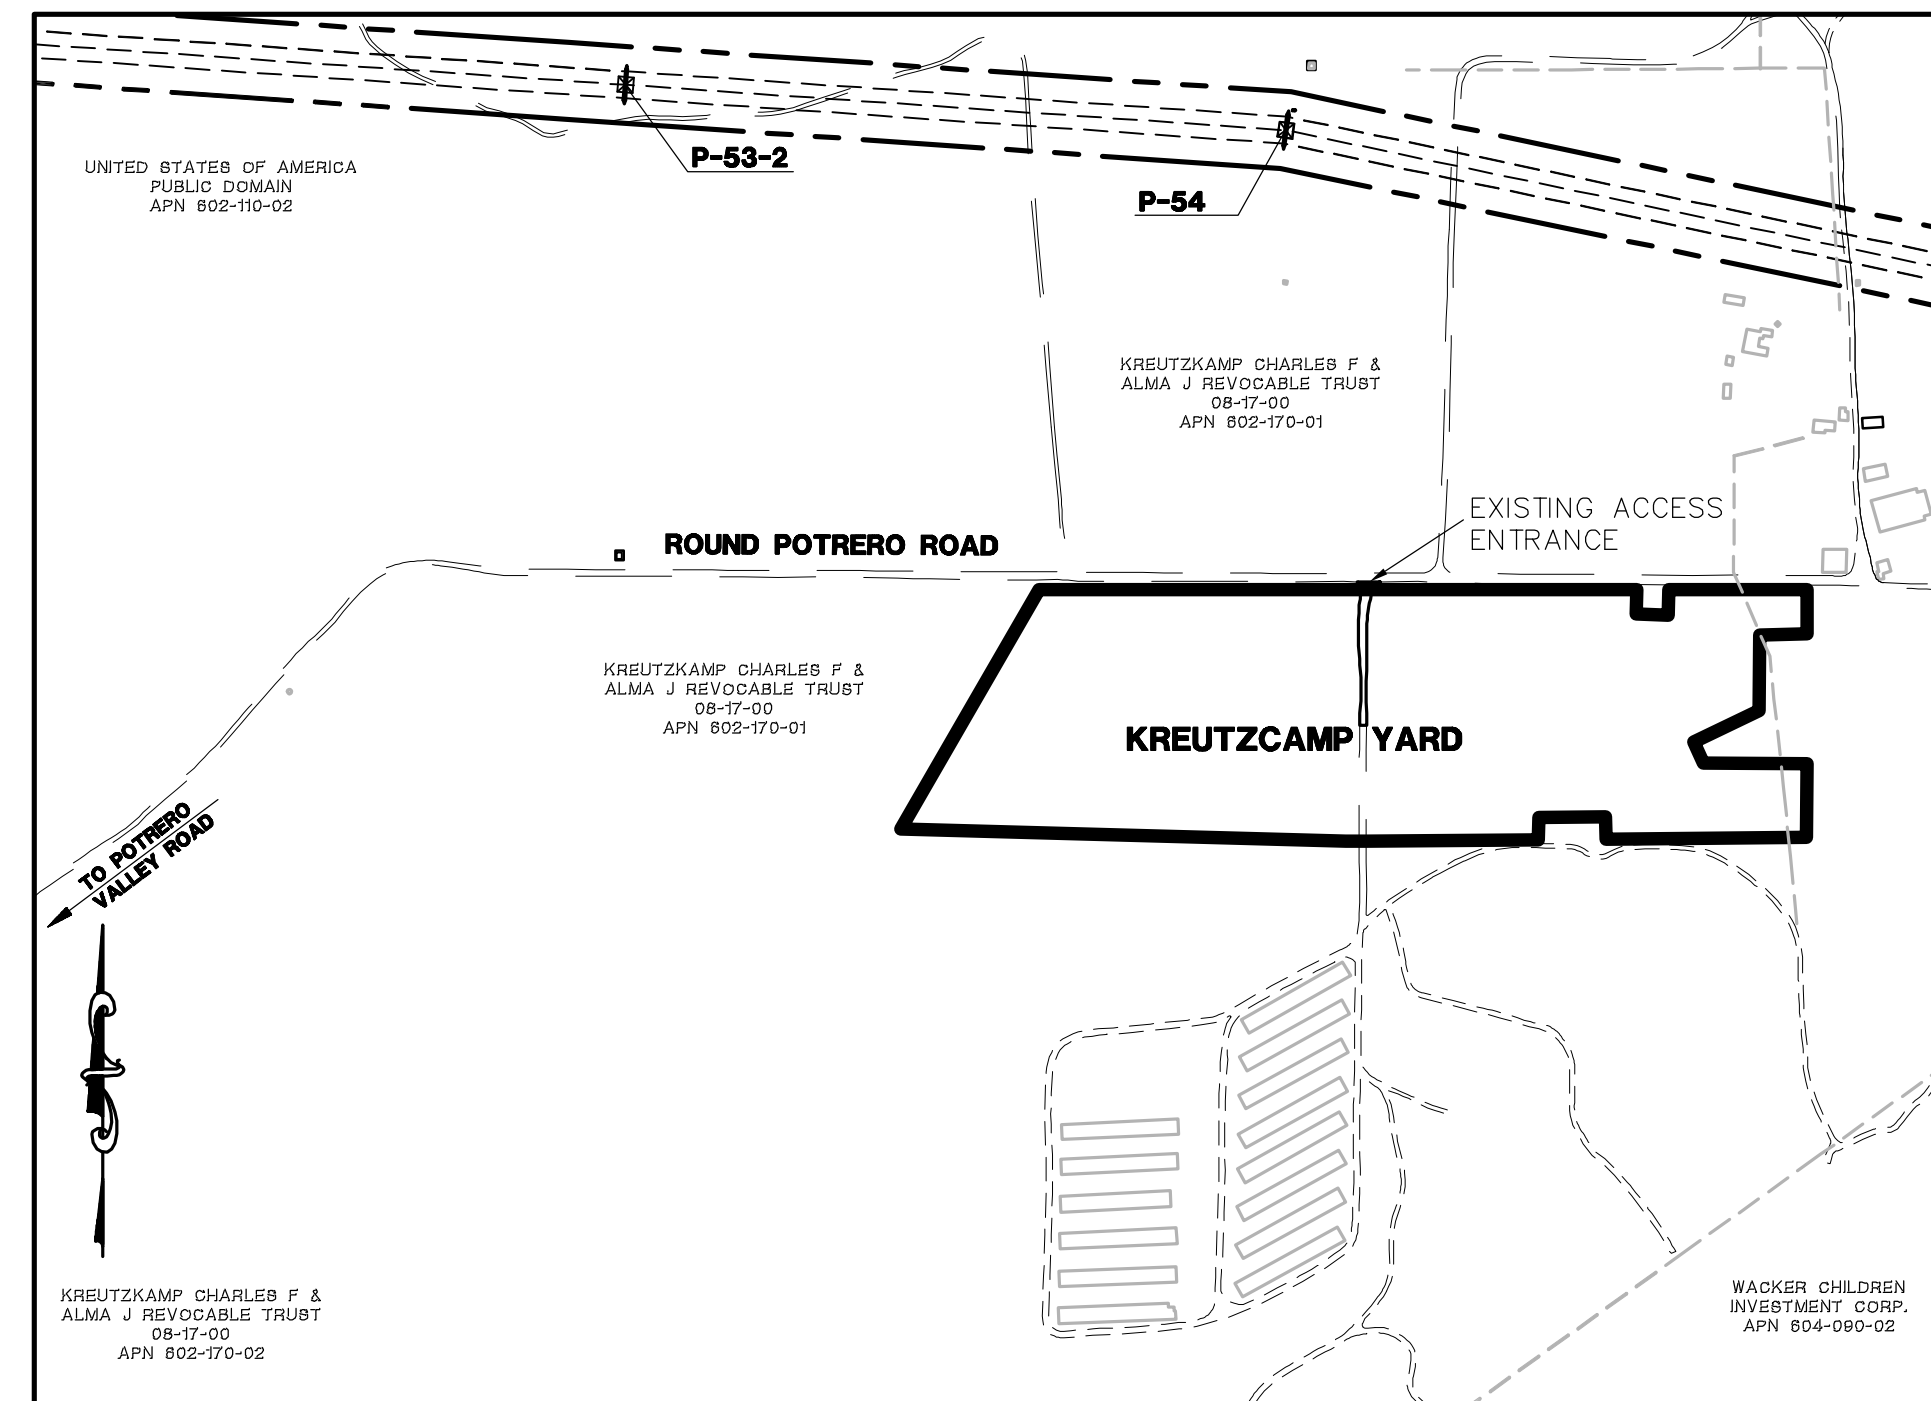 UNITED STATES OF AMERICA
PUBLIC DOMAIN
APN 602-110-02
P-53-2
P-54
KREUTZKAMP CHARLES F &
ALMA J REVOCABLE TRUST
08-17-00
APN 602-170-01
EXISTING ACCESS
ENTRANCE
ROUND POTRERO ROAD
KREUTZKAMP CHARLES F &
ALMA J REVOCABLE TRUST
08-17-00
APN 602-170-01
KREUTZCAMP YARD
TO POTRERO
VALLEY ROAD
KREUTZKAMP CHARLES F &
ALMA J REVOCABLE TRUST
08-17-00
APN 602-170-02
WACKER CHILDREN
INVESTMENT CORP.
APN 604-090-02